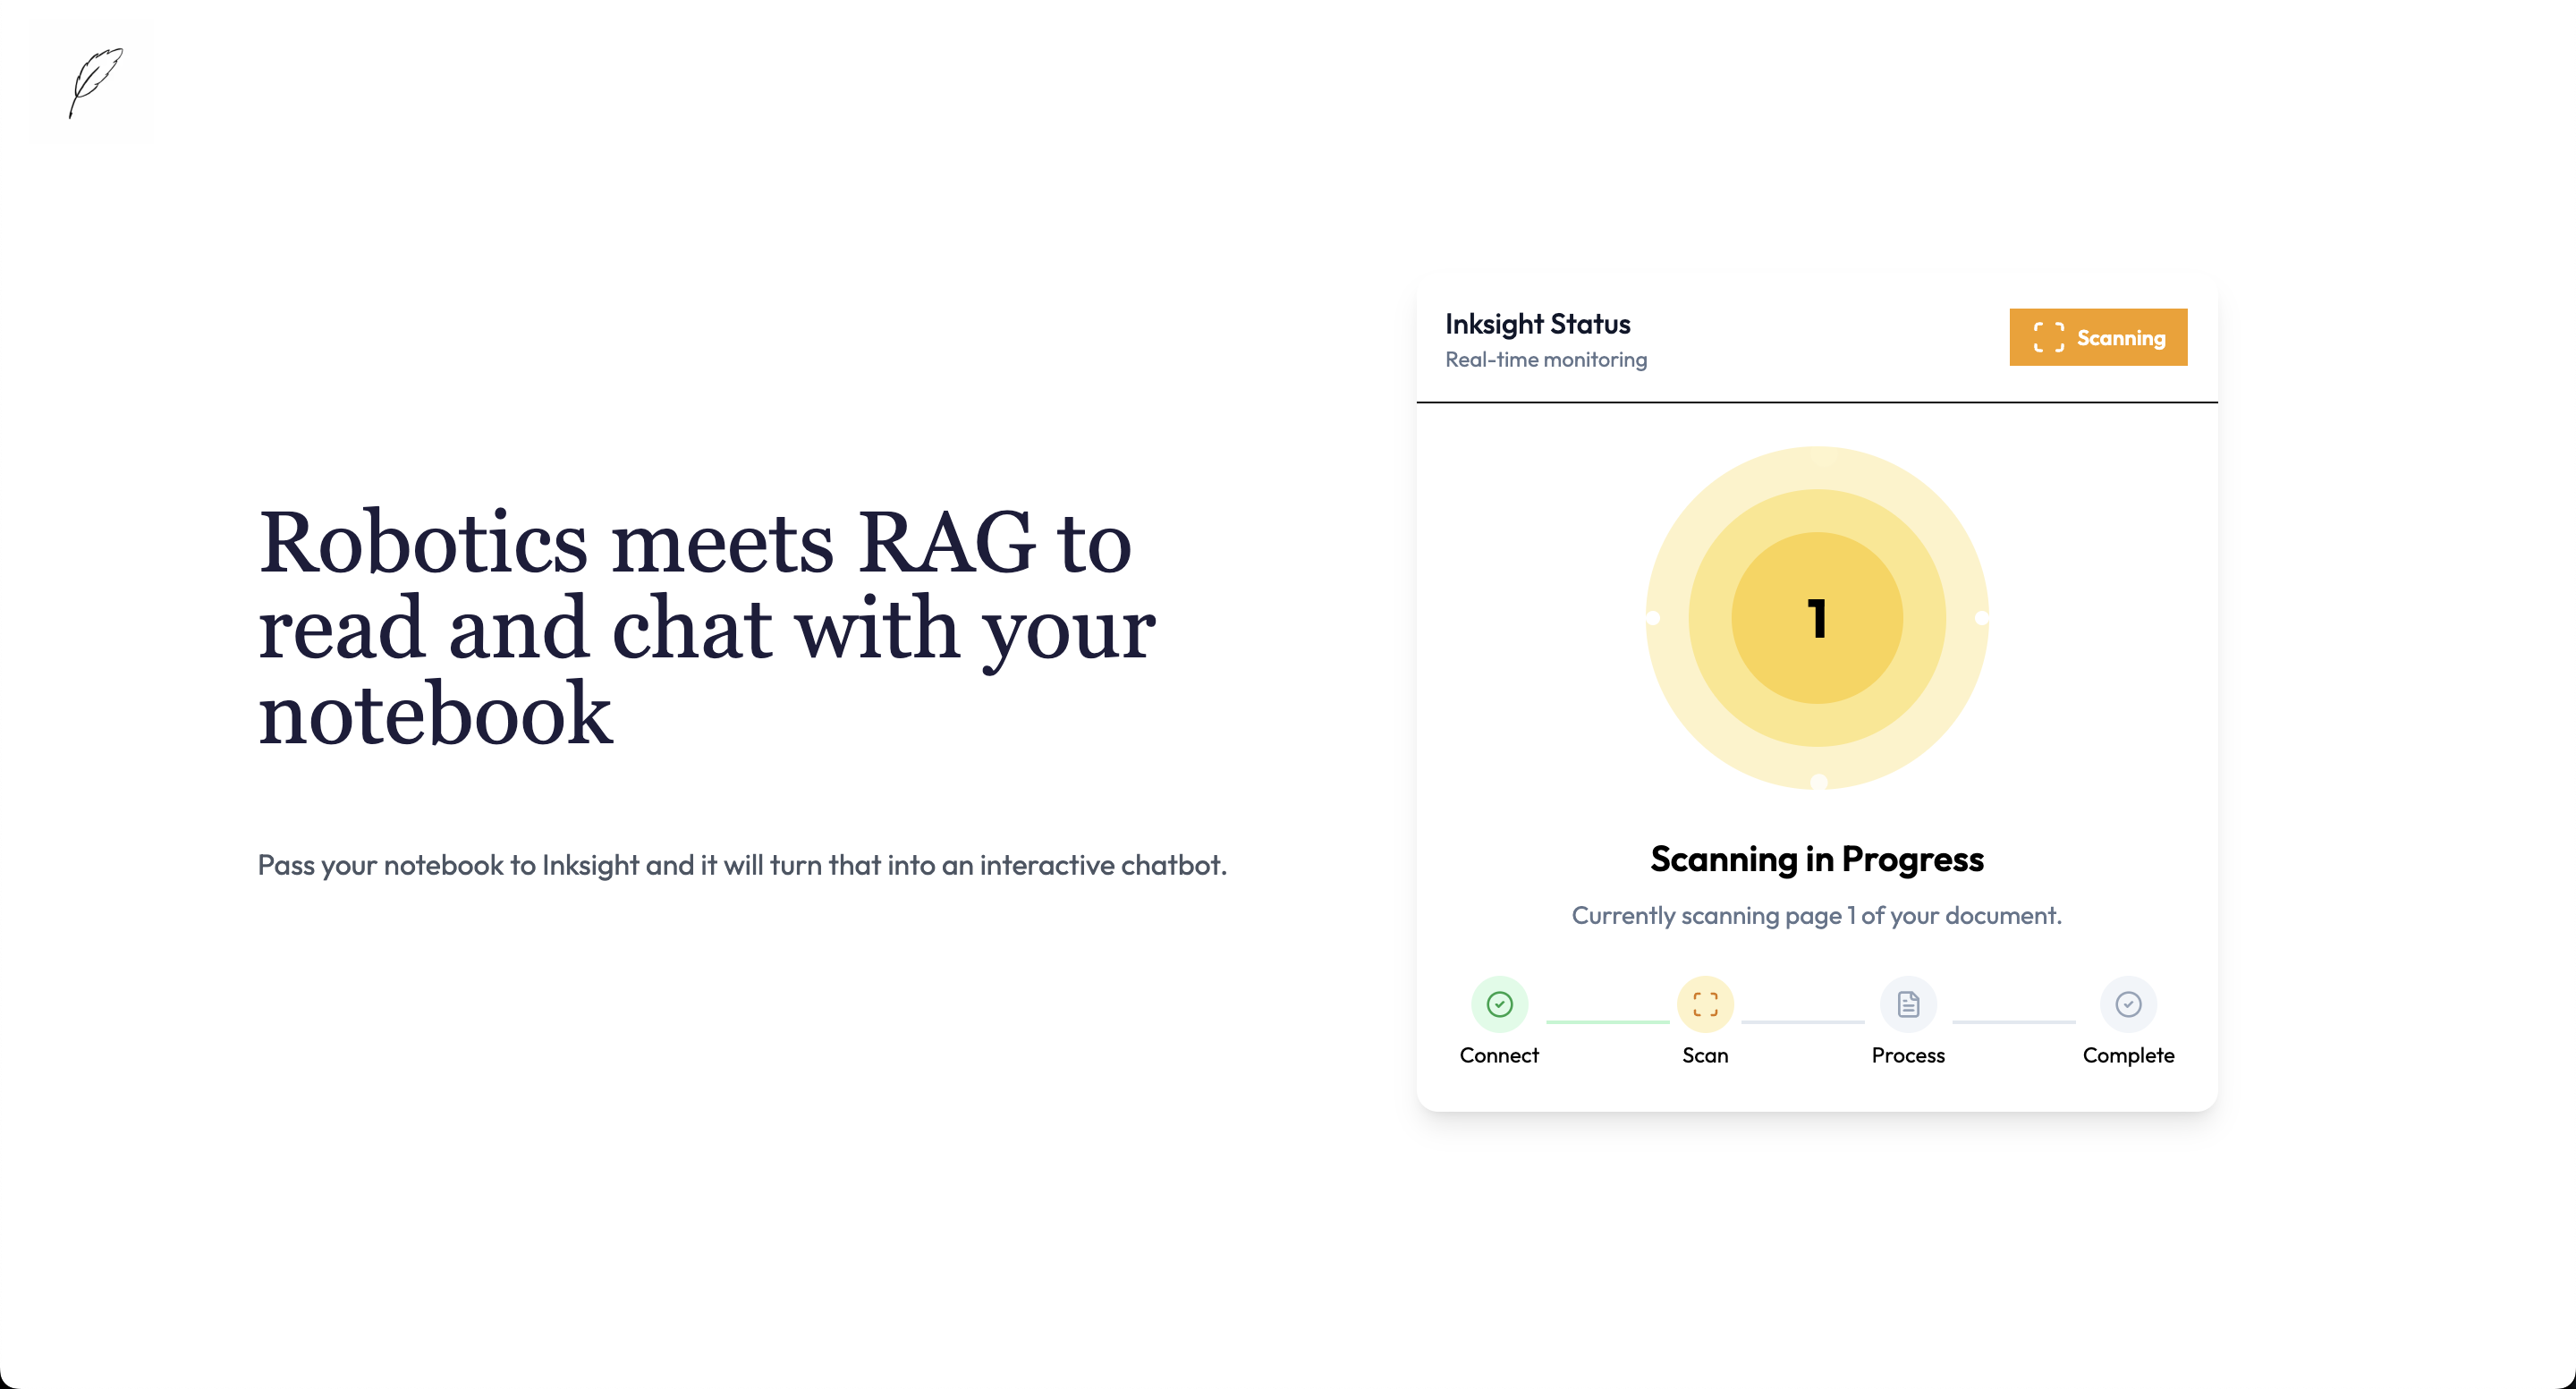 Robotics meets RAG to
read and chat with your
notebook
Pass your notebook to Inksight and it will turn that into an interactive chatbot.
Inksight Status
Real-time monitoring
Scanning
1
Scanning in Progress
Currently scanning page 1 of your document.
Connect
Scan
Process
Complete